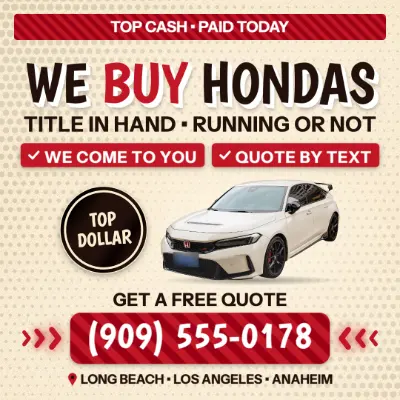 TOP CASH • PAID TODAY
WE BUY HONDAS
TITLE IN HAND • RUNNING OR NOT
WE COME TO YOU
QUOTE BY TEXT
TOP
DOLLAR
GET A FREE QUOTE
(909) 555-0178
LONG BEACH • LOS ANGELES • ANAHEIM